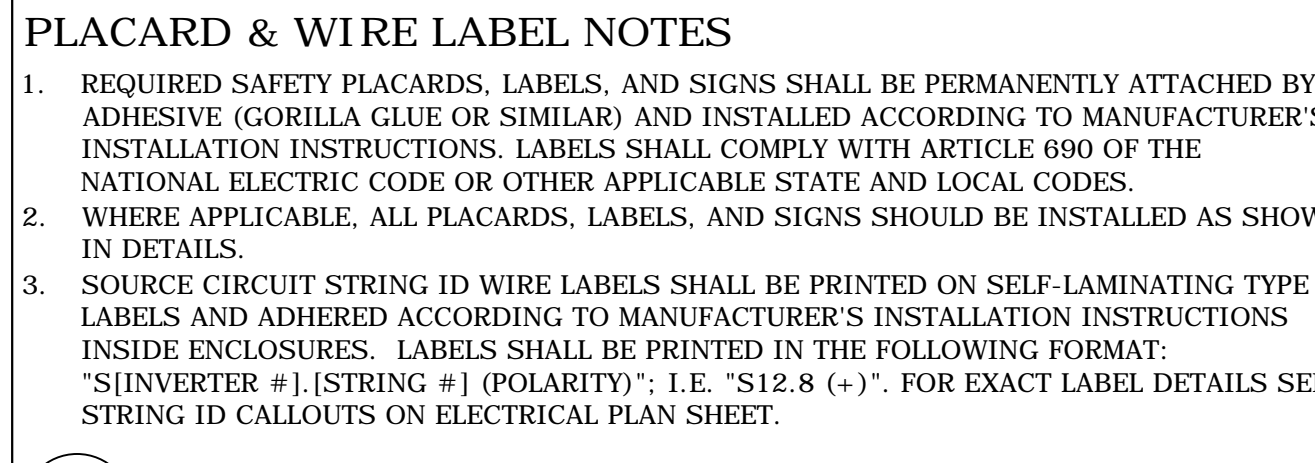 PLACARD & WIRE LABEL NOTES
1. REQUIRED SAFETY PLACARDS, LABELS, AND SIGNS SHALL BE PERMANENTLY ATTACHED BY
ADHESIVE (GORILLA GLUE OR SIMILAR) AND INSTALLED ACCORDING TO MANUFACTURER'S
INSTALLATION INSTRUCTIONS. LABELS SHALL COMPLY WITH ARTICLE 690 OF THE
NATIONAL ELECTRIC CODE OR OTHER APPLICABLE STATE AND LOCAL CODES.
2. WHERE APPLICABLE, ALL PLACARDS, LABELS, AND SIGNS SHOULD BE INSTALLED AS SHOW
IN DETAILS.
3. SOURCE CIRCUIT STRING ID WIRE LABELS SHALL BE PRINTED ON SELF-LAMINATING TYPE
LABELS AND ADHERED ACCORDING TO MANUFACTURER'S INSTALLATION INSTRUCTIONS
INSIDE ENCLOSURES. LABELS SHALL BE PRINTED IN THE FOLLOWING FORMAT:
"S[INVERTER #].[STRING #] (POLARITY)"; I.E. "S12.8 (+)". FOR EXACT LABEL DETAILS SEE
STRING ID CALLOUTS ON ELECTRICAL PLAN SHEET.